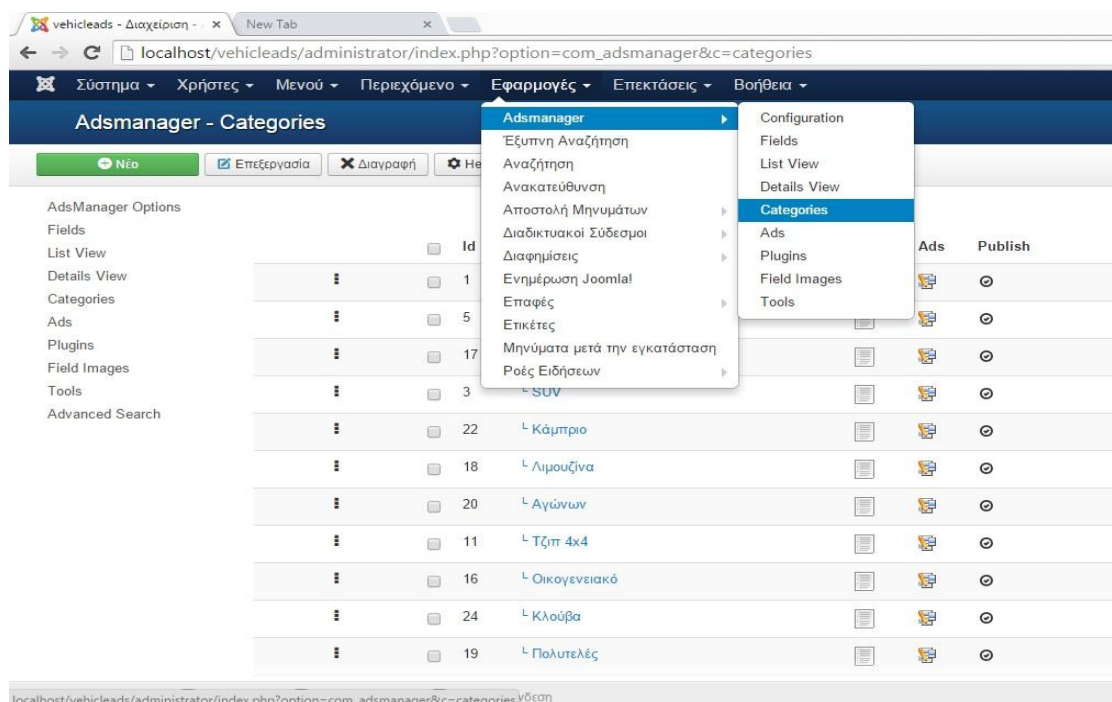 vehicleads - Διαχείριση - × New Tab ×
localhost/vehicleads/administrator/index.php?option=com_adsmanager&c=categories
Σύστημα Χρήστες Μενού Περιεχόμενο Εφαρμογές Επεκτάσεις Βοήθεια
Adsmanager - Categories
Νέο Επεξεργασία Διαγραφή He
AdsManager Options
Fields
List View
Details View
Categories
Ads
Plugins
Field Images
Tools
Advanced Search
Adsmanager
Έξυπνη Αναζήτηση
Αναζήτηση
Ανακατεύθυνση
Αποστολή Μηνυμάτων
Διαδικτυακοί Σύδεσμοι
Διαφημίσεις
Ενημέρωση Joomla!
Επαφές
Ετικέτες
Μηνύματα μετά την εγκατάσταση
Ροές Ειδήσεων
Configuration
Fields
List View
Details View
Categories
Ads
Plugins
Field Images
Tools
Id Ads Publish
1
5
17
3 SUV
22 Κάμπριο
18 Λιμουζίνα
20 Αγώνων
11 Τζιπ 4x4
16 Οικογενειακό
24 Κλούβα
19 Πολυτελές
localhost/vehicleads/administrator/index.php?option=com_adsmanager&c=categories